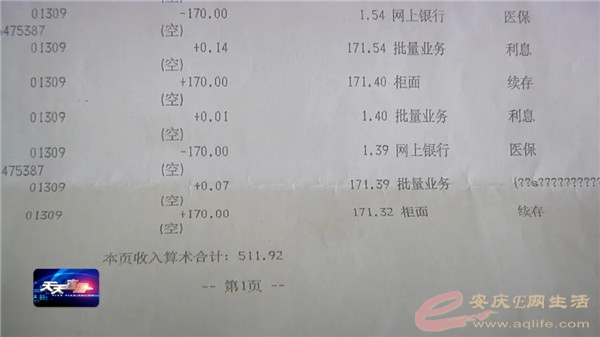 01309 -170.00 1.54 网上银行 医保
475387 (空)
01309 +0.14 171.54 批量业务 利息
(空)
01309 +170.00 171.40 柜面 续存
(空)
01309 +0.01 1.40 批量业务 利息
(空)
01309 -170.00 1.39 网上银行 医保
475387 (空)
01309 +0.07 171.39 批量业务 (??a??????????
(空)
01309 +170.00 171.32 柜面 续存
(空)
本页收入算术合计: 511.92
-- 第1页 --
天天直播
安庆E网生活
www.aqlife.com